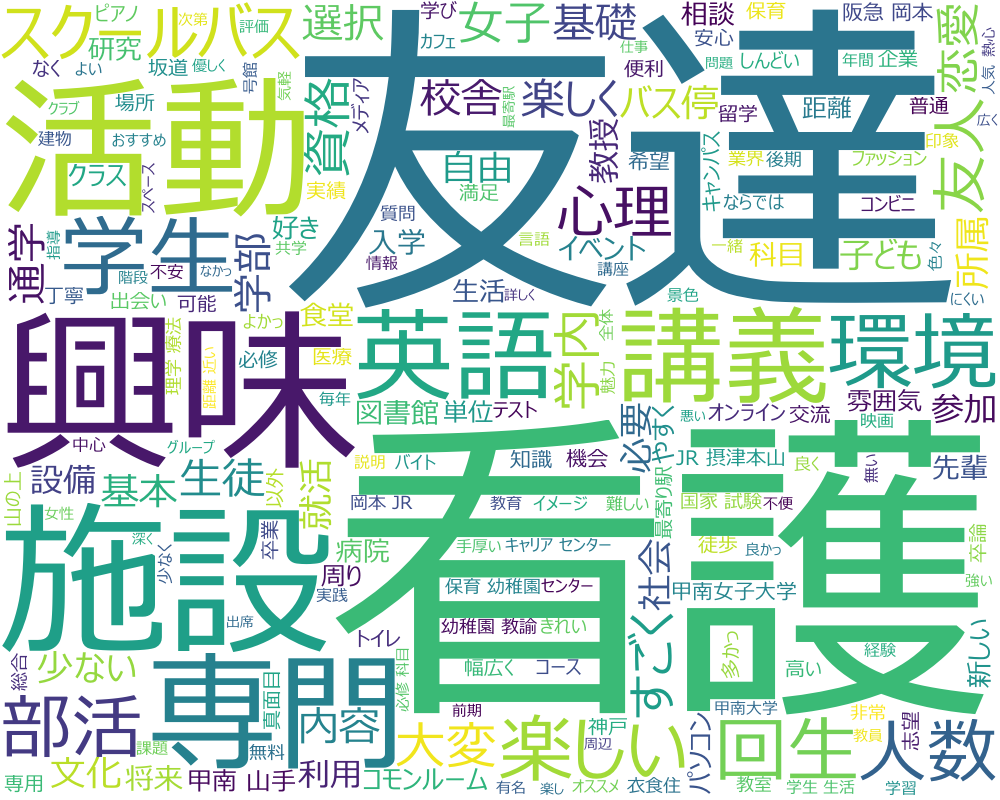 スクールバス
ピアノ
次第
評価
研究
坂道
優しく
なく
よい
クラブ
場所
号館
気軽
建物
おすすめ
クラス
スペース
選択
学び
カフェ
女子
基礎
仕事
相談
保育
安心
問題
しんどい
便利
阪急 岡本
年間
企業
人気
熱心
恋愛
友人
広く
活動
友達
資格
メディア
校舎
最寄駅
楽しく
バス停
留学
距離
普通
印象
教授
希望
キャンパス
業界
後期
ファッション
自由
満足
実績
心理
ならでは
コンビニ
学生
通学
指導
学部
好き
共学
質問
入学
情報
言語
イベント
講座
一緒
科目
子ども
色々
所属
丁寧
階段
不安
なかっ
出会い
可能
生活
詳しく
景色
にくい
興味
よかっ
食堂
理学 療法
距離 近い
必修
医療
毎年
英語
学内
全体
魅力
講義
環境
図書館
単位
テスト
必要
やすく
悪い
オンライン
交流
雰囲気
参加
映画
中心
グループ
説明
バイト
知識
機会
最寄り駅
JR 摂津本山
良く
無い
先輩
設備
山の上
女性
基本
生徒
以外
就活
岡本 JR
教育
イメージ
難しい
国家 試験
不便
施設
看護
深く
少なく
卒業
病院
手厚い
キャリア センター
徒歩
良かっ
卒論
強い
周り
実践
保育 幼稚園
センター
社会
甲南女子大学
出席
トイレ
幼稚園 教諭
きれい
すごく
多かっ
経験
新しい
総合
少ない
専門
真面目
必修 科目
幅広く
コース
高い
部活
内容
前期
大変
楽しい
神戸
周辺
パソコン
甲南大学
回生
非常
教員
志望
人数
課題
無料
専用
文化
将来
甲南
山手
利用
コモンルーム
有名
楽し
オススメ
衣食住
教室
学生 生活
学習